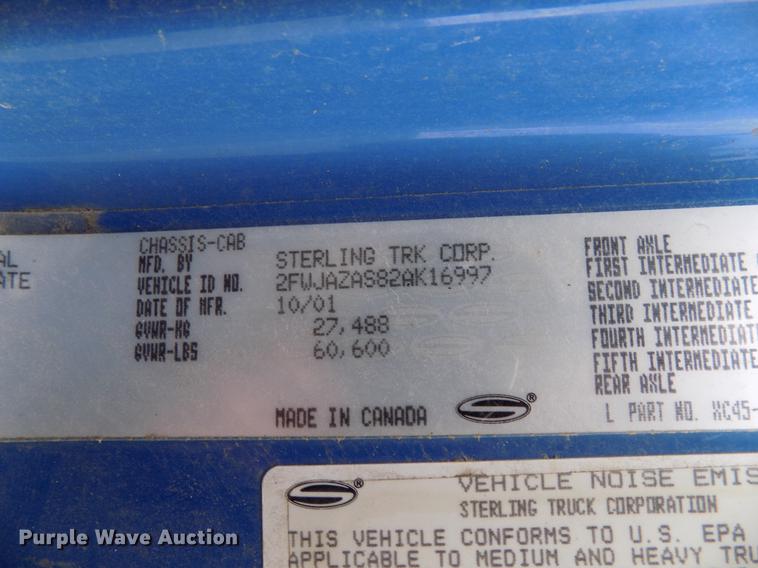 AL
ATE
CHASSIS-CAB
MFD. BY STERLING TRK CORP.
VEHICLE ID NO. 2FWJAZAS82AK16997
DATE OF MFR. 10/01
GVWR-KG 27,488
GVWR-LBS 60,600
MADE IN CANADA S®
FRONT AXLE
FIRST INTERMEDIATE
SECOND INTERMEDIATE
THIRD INTERMEDIATE
FOURTH INTERMEDIATE
FIFTH INTERMEDIATE
REAR AXLE
L PART NO. XC45-
S® VEHICLE NOISE EMIS
STERLING TRUCK CORPORATION
THIS VEHICLE CONFORMS TO U.S. EPA
APPLICABLE TO MEDIUM AND HEAVY TRU
Purple Wave Auction